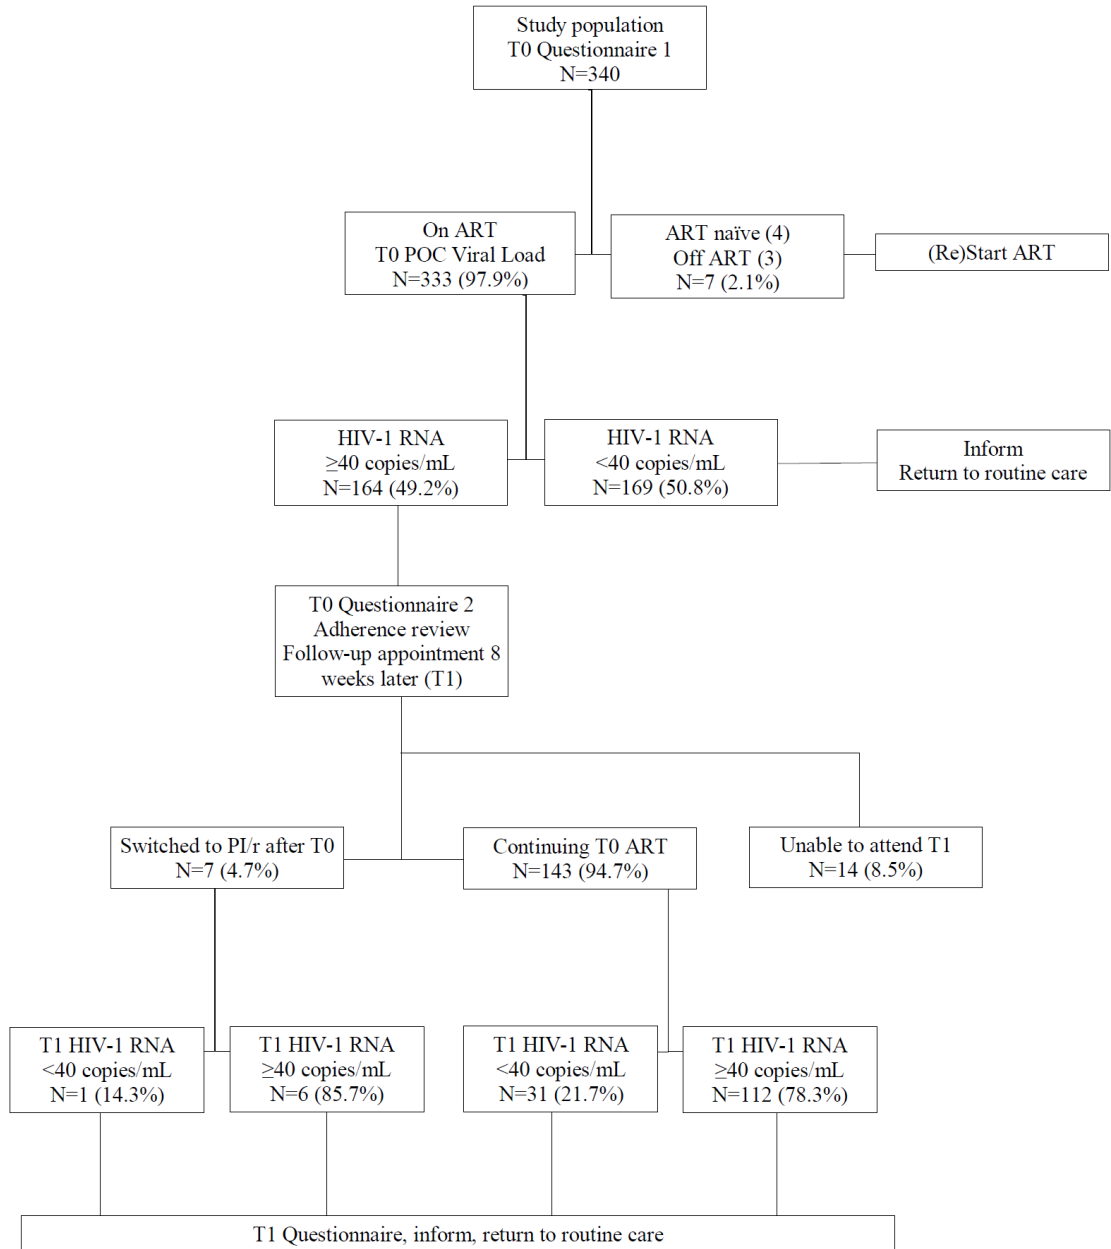 Study population
T0 Questionnaire 1
N=340
On ART
T0 POC Viral Load
N=333 (97.9%)
ART naïve (4)
Off ART (3)
N=7 (2.1%)
(Re)Start ART
HIV-1 RNA
≥40 copies/mL
N=164 (49.2%)
HIV-1 RNA
<40 copies/mL
N=169 (50.8%)
Inform
Return to routine care
T0 Questionnaire 2
Adherence review
Follow-up appointment 8
weeks later (T1)
Switched to PI/r after T0
N=7 (4.7%)
Continuing T0 ART
N=143 (94.7%)
Unable to attend T1
N=14 (8.5%)
T1 HIV-1 RNA
<40 copies/mL
N=1 (14.3%)
T1 HIV-1 RNA
≥40 copies/mL
N=6 (85.7%)
T1 HIV-1 RNA
<40 copies/mL
N=31 (21.7%)
T1 HIV-1 RNA
≥40 copies/mL
N=112 (78.3%)
T1 Questionnaire, inform, return to routine care